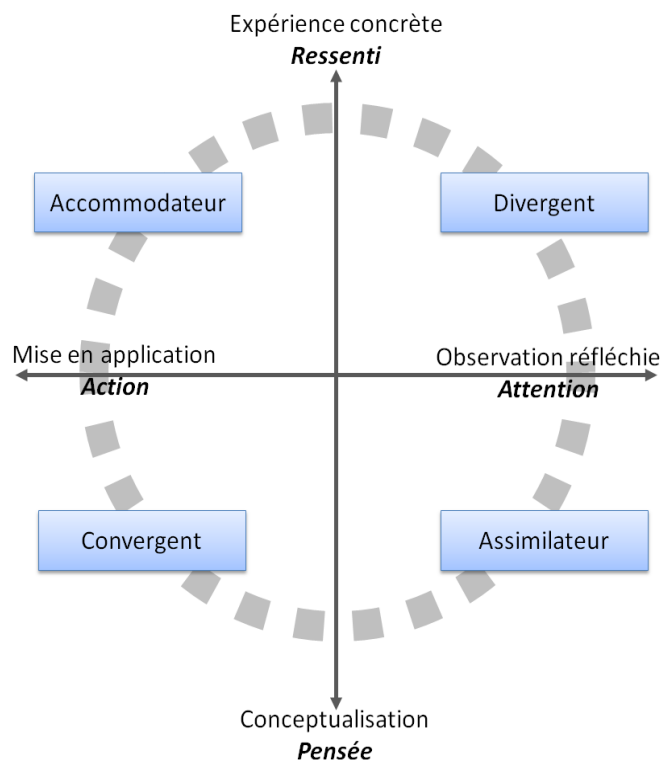 Expérience concrète
Ressenti
Accommodateur
Divergent
Mise en application
Action
Observation réfléchie
Attention
Convergent
Assimilateur
Conceptualisation
Pensée